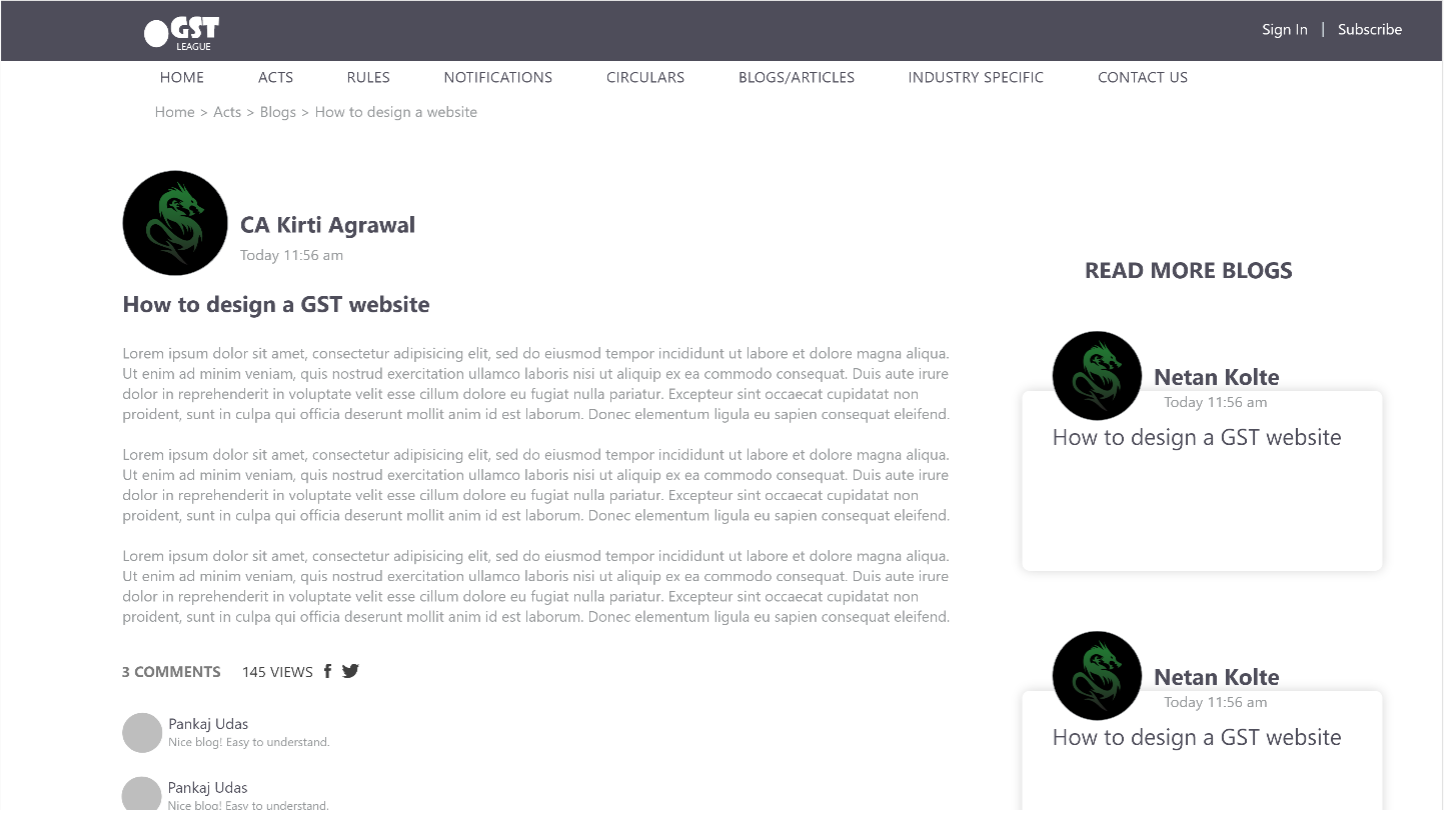 GST
LEAGUE
Sign In | Subscribe
HOME ACTS RULES NOTIFICATIONS CIRCULARS BLOGS/ARTICLES INDUSTRY SPECIFIC CONTACT US
Home > Acts > Blogs > How to design a website
CA Kirti Agrawal
Today 11:56 am
How to design a GST website
Lorem ipsum dolor sit amet, consectetur adipisicing elit, sed do eiusmod tempor incididunt ut labore et dolore magna aliqua.
Ut enim ad minim veniam, quis nostrud exercitation ullamco laboris nisi ut aliquip ex ea commodo consequat. Duis aute irure
dolor in reprehenderit in voluptate velit esse cillum dolore eu fugiat nulla pariatur. Excepteur sint occaecat cupidatat non
proident, sunt in culpa qui officia deserunt mollit anim id est laborum. Donec elementum ligula eu sapien consequat eleifend.
Lorem ipsum dolor sit amet, consectetur adipisicing elit, sed do eiusmod tempor incididunt ut labore et dolore magna aliqua.
Ut enim ad minim veniam, quis nostrud exercitation ullamco laboris nisi ut aliquip ex ea commodo consequat. Duis aute irure
dolor in reprehenderit in voluptate velit esse cillum dolore eu fugiat nulla pariatur. Excepteur sint occaecat cupidatat non
proident, sunt in culpa qui officia deserunt mollit anim id est laborum. Donec elementum ligula eu sapien consequat eleifend.
Lorem ipsum dolor sit amet, consectetur adipisicing elit, sed do eiusmod tempor incididunt ut labore et dolore magna aliqua.
Ut enim ad minim veniam, quis nostrud exercitation ullamco laboris nisi ut aliquip ex ea commodo consequat. Duis aute irure
dolor in reprehenderit in voluptate velit esse cillum dolore eu fugiat nulla pariatur. Excepteur sint occaecat cupidatat non
proident, sunt in culpa qui officia deserunt mollit anim id est laborum. Donec elementum ligula eu sapien consequat eleifend.
3 COMMENTS 145 VIEWS
Pankaj Udas
Nice blog! Easy to understand.
Pankaj Udas
Nice blog! Easy to understand.
READ MORE BLOGS
Netan Kolte
Today 11:56 am
How to design a GST website
Netan Kolte
Today 11:56 am
How to design a GST website